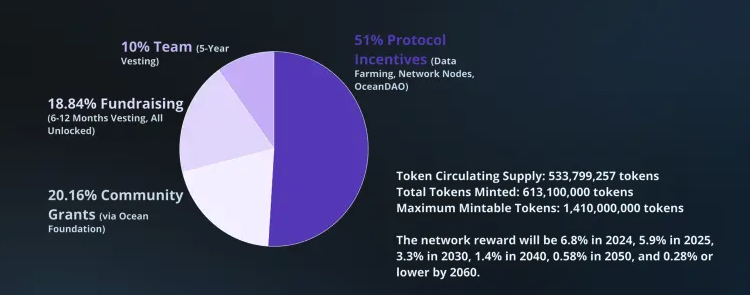 10% Team (5-Year
Vesting)
51% Protocol
Incentives (Data
Farming, Network Nodes,
OceanDAO)
18.84% Fundraising
(6-12 Months Vesting, All
Unlocked)
20.16% Community
Grants (via Ocean
Foundation)
Token Circulating Supply: 533,799,257 tokens
Total Tokens Minted: 613,100,000 tokens
Maximum Mintable Tokens: 1,410,000,000 tokens
The network reward will be 6.8% in 2024, 5.9% in 2025,
3.3% in 2030, 1.4% in 2040, 0.58% in 2050, and 0.28% or
lower by 2060.